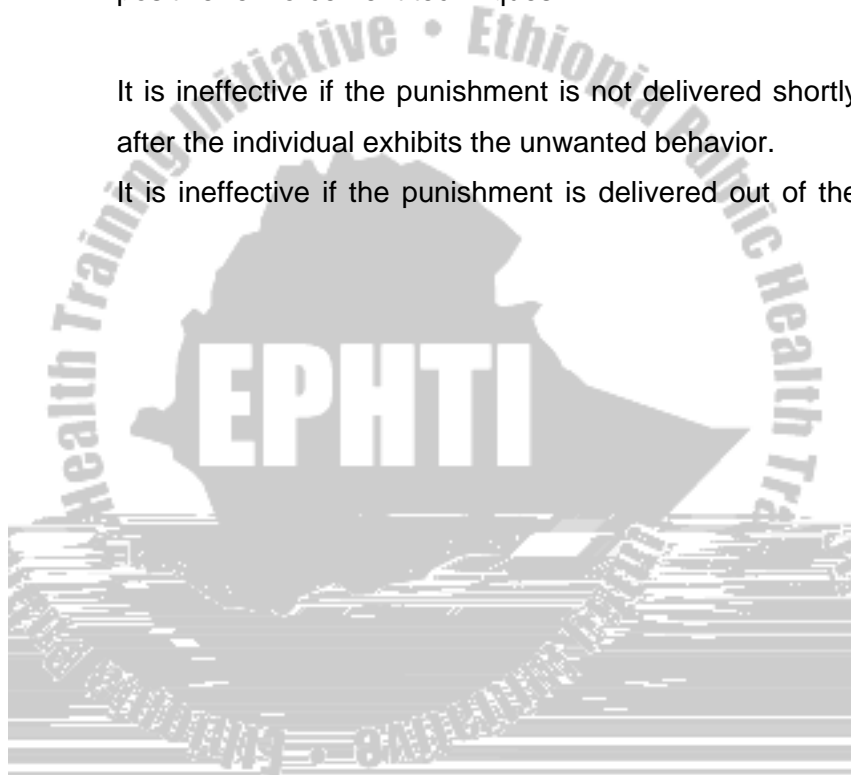 It is ineffective if the punishment is not delivered shortly
after the individual exhibits the unwanted behavior.
It is ineffective if the punishment is delivered out of the
Health Training Initiative • Ethiopia Public Health
EPHTI